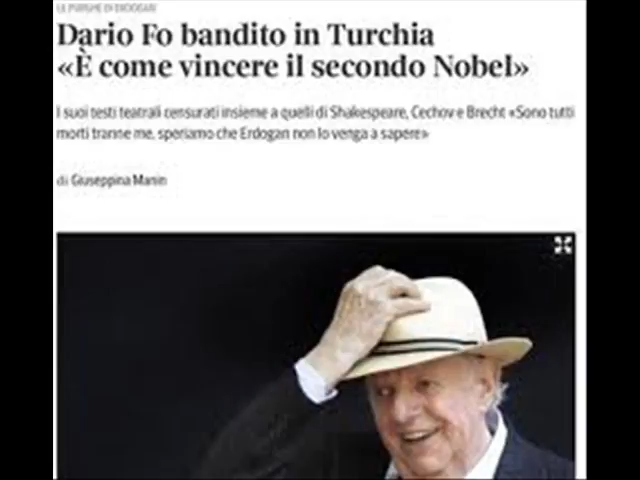 LE PURGHE DI ERDOGAN
Dario Fo bandito in Turchia
«È come vincere il secondo Nobel»
I suoi testi teatrali censurati insieme a quelli di Shakespeare, Cechov e Brecht «Sono tutti
morti tranne me, speriamo che Erdogan non lo venga a sapere»
di Giuseppina Manin